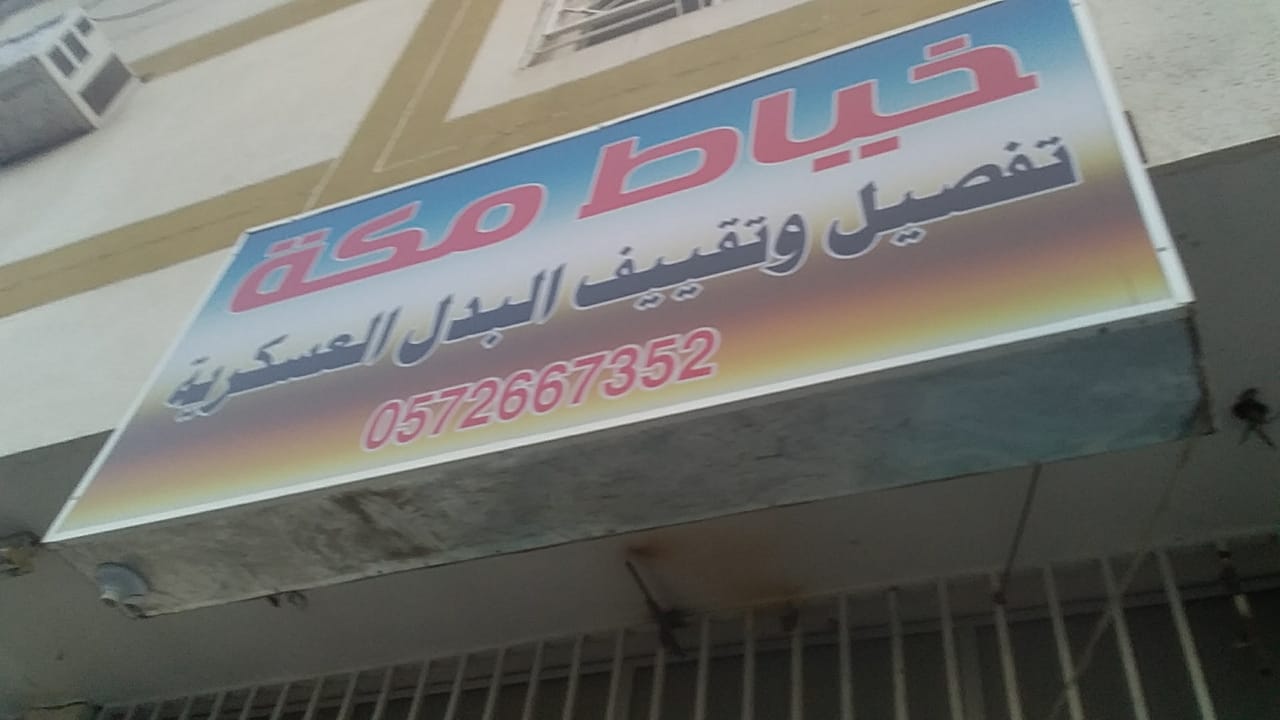 خياط مكة
تفصيل وتقييف البدل العسكرية
0572667352